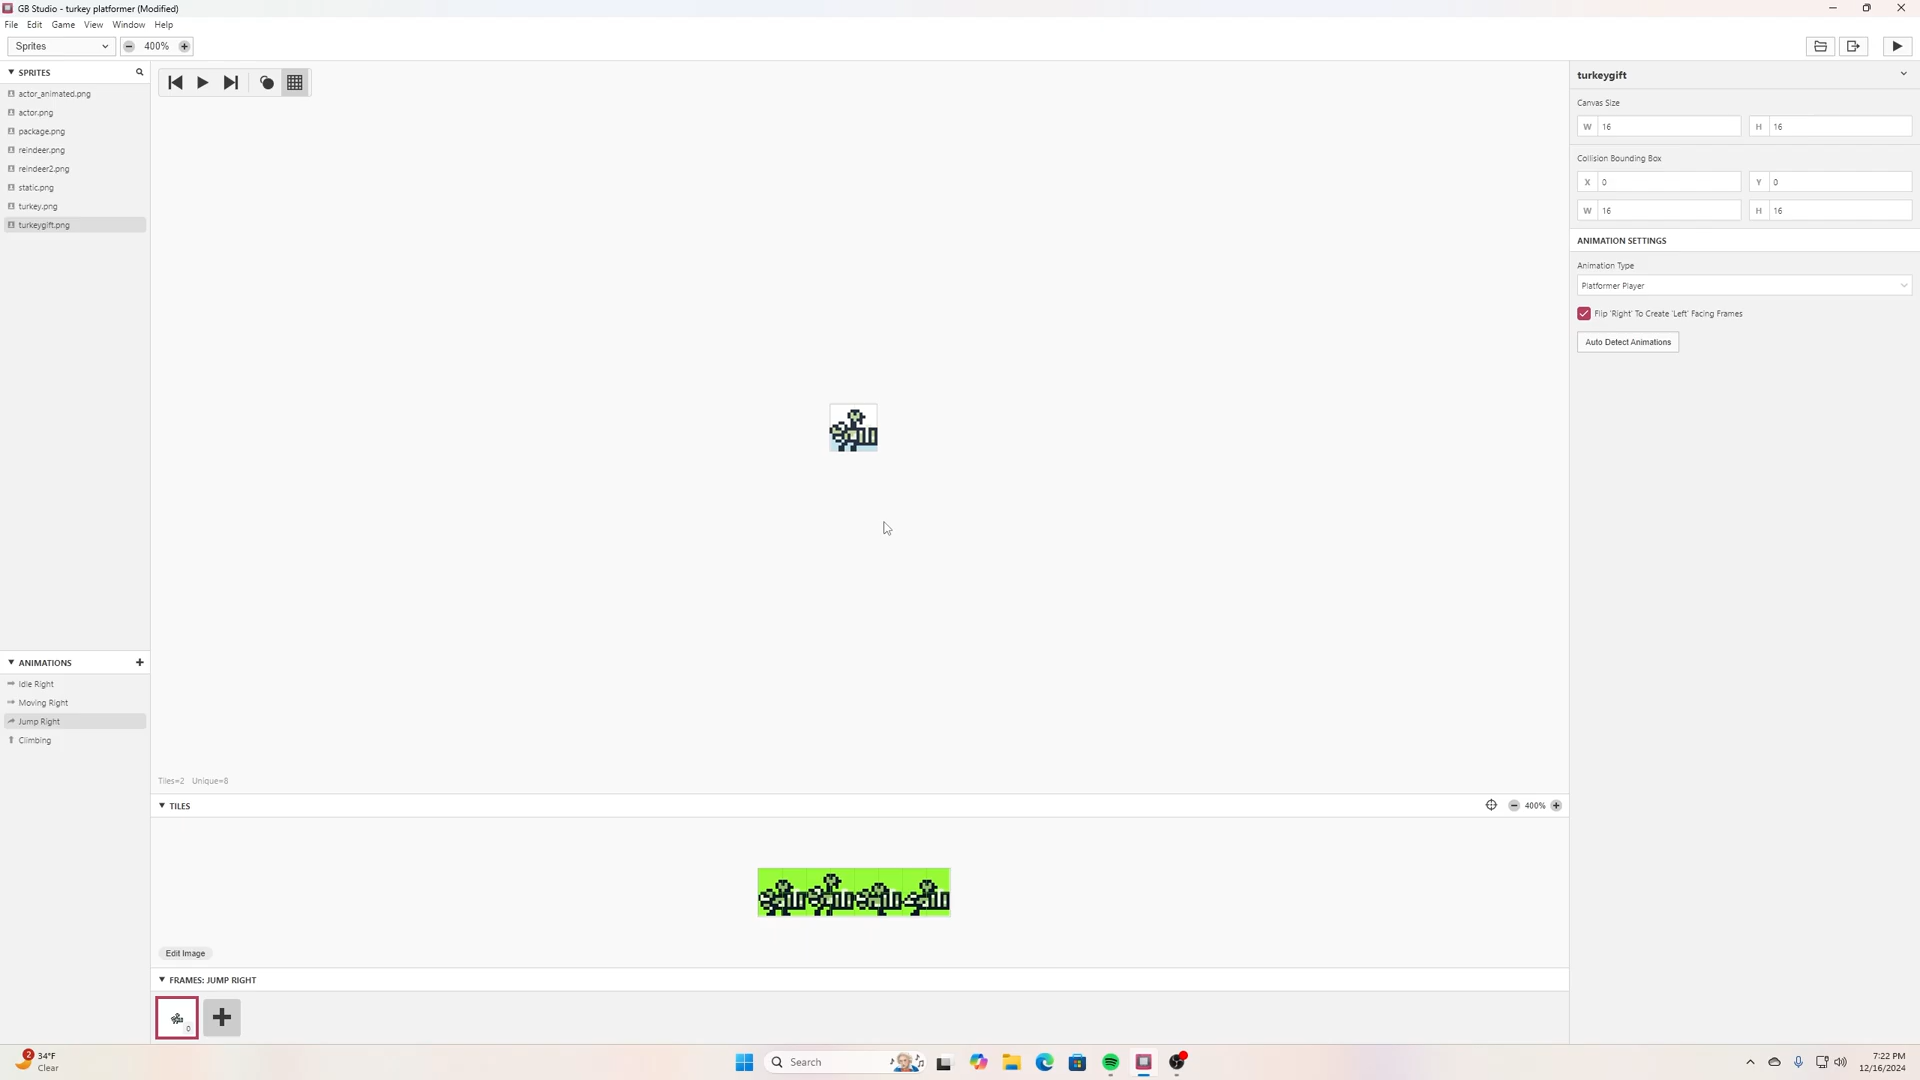 GB Studio - turkey platformer (Modified)
File Edit Game View Window Help
Sprites 400%
SPRITES
actor_animated.png
actor.png
package.png
reindeer.png
reindeer2.png
static.png
turkey.png
turkeygift.png
ANIMATIONS
Idle Right
Moving Right
Jump Right
Climbing
Tiles=2 Unique=8
TILES 400%
Edit Image
FRAMES: JUMP RIGHT
0
turkeygift
Canvas Size
W 16 H 16
Collision Bounding Box
X 0 Y 0
W 16 H 16
ANIMATION SETTINGS
Animation Type
Platformer Player
Flip 'Right' To Create 'Left' Facing Frames
Auto Detect Animations
2 34°F
Clear
Search
7:22 PM
12/16/2024